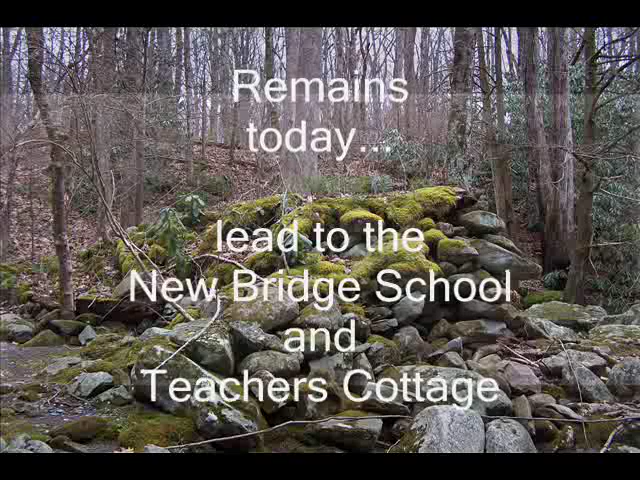 Remains
today...
lead to the
New Bridge School
and
Teachers Cottage